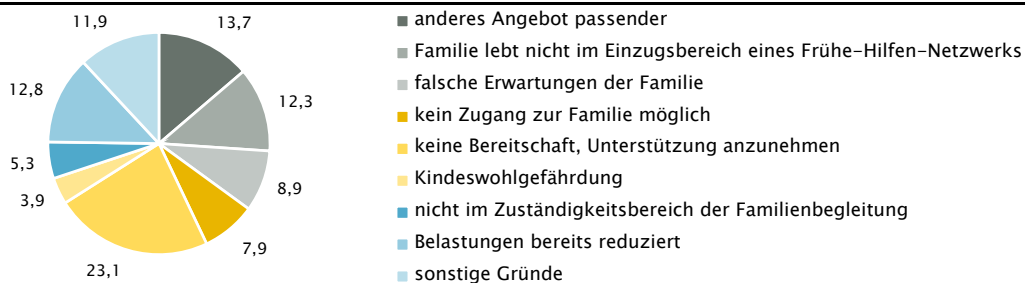 11,9
13,7
12,8
12,3
5,3
3,9
8,9
7,9
23,1
anderes Angebot passender
Familie lebt nicht im Einzugsbereich eines Frühe-Hilfen-Netzwerks
falsche Erwartungen der Familie
kein Zugang zur Familie möglich
keine Bereitschaft, Unterstützung anzunehmen
Kindeswohlgefährdung
nicht im Zuständigkeitsbereich der Familienbegleitung
Belastungen bereits reduziert
sonstige Gründe